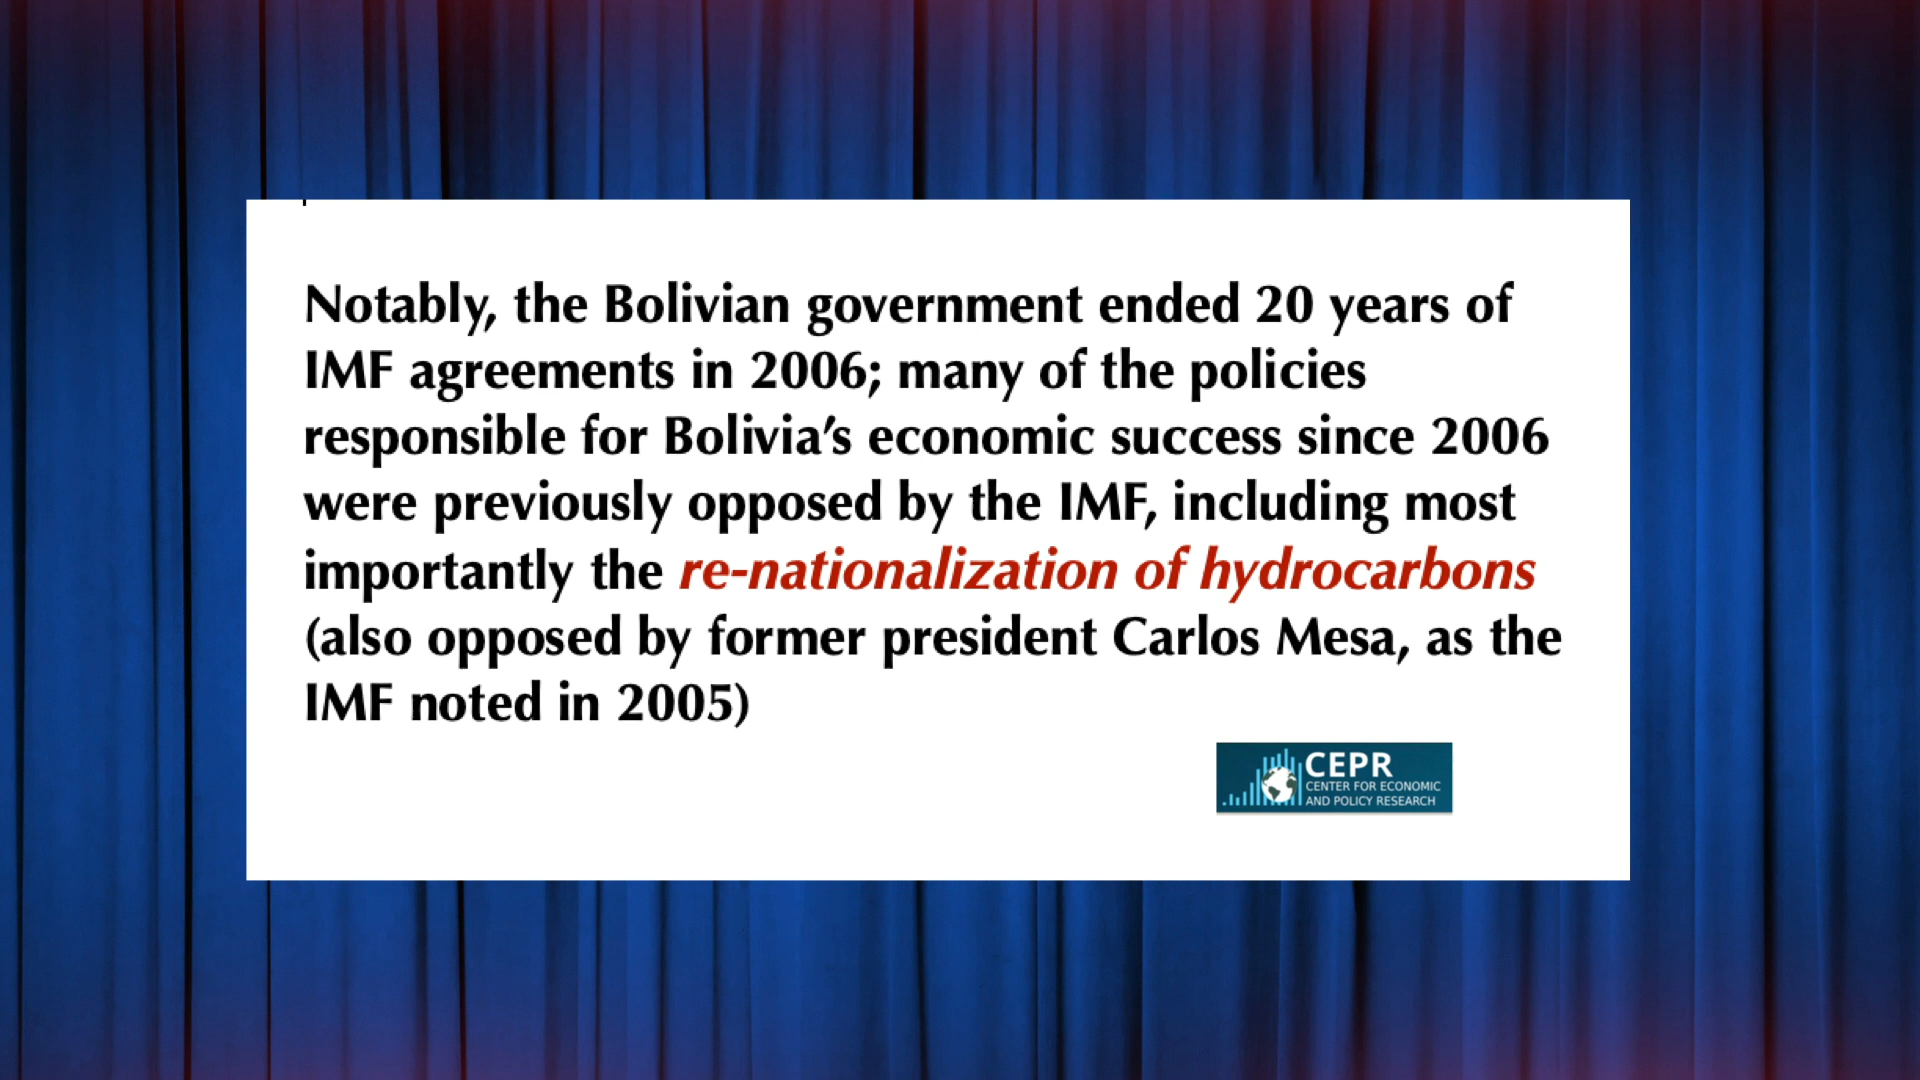 Notably, the Bolivian government ended 20 years of
IMF agreements in 2006; many of the policies
responsible for Bolivia’s economic success since 2006
were previously opposed by the IMF, including most
importantly the re-nationalization of hydrocarbons
(also opposed by former president Carlos Mesa, as the
IMF noted in 2005)
CEPR
CENTER FOR ECONOMIC
AND POLICY RESEARCH